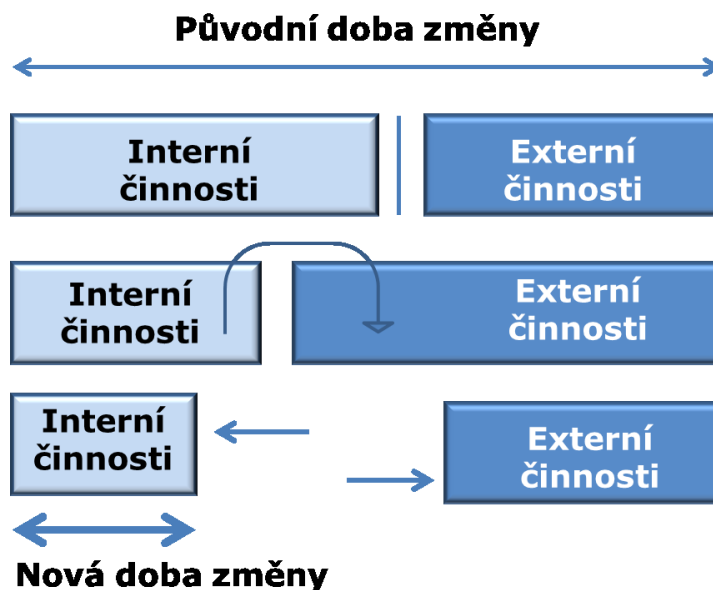 Původní doba změny
Interní
činnosti
Externí
činnosti
Interní
činnosti
Externí
činnosti
Interní
činnosti
Externí
činnosti
Nová doba změny